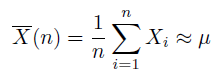 $\overline{X}(n) = \frac{1}{n} \sum_{i=1}^{n} X_i \approx \mu$